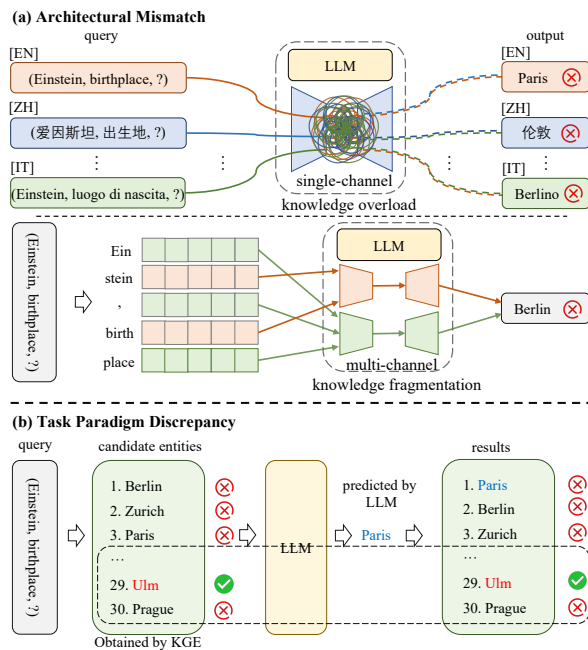 (a) Architectural Mismatch
query
output
[EN]
(Einstein, birthplace, ?)
[ZH]
(爱因斯坦, 出生地, ?)
⋮
⋮
[IT]
(Einstein, luogo di nascita, ?)
LLM
single-channel
knowledge overload
[EN]
Paris
[ZH]
伦敦
⋮
⋮
[IT]
Berlino
(Einstein, birthplace, ?)
Ein
stein
,
birth
place
LLM
multi-channel
knowledge fragmentation
Berlin
(b) Task Paradigm Discrepancy
query
candidate entities
results
(Einstein, birthplace, ?)
1. Berlin
2. Zurich
3. Paris
...
29. Ulm
30. Prague
Obtained by KGE
LLM
predicted by
LLM
Paris
1. Paris
2. Berlin
3. Zurich
...
29. Ulm
30. Prague